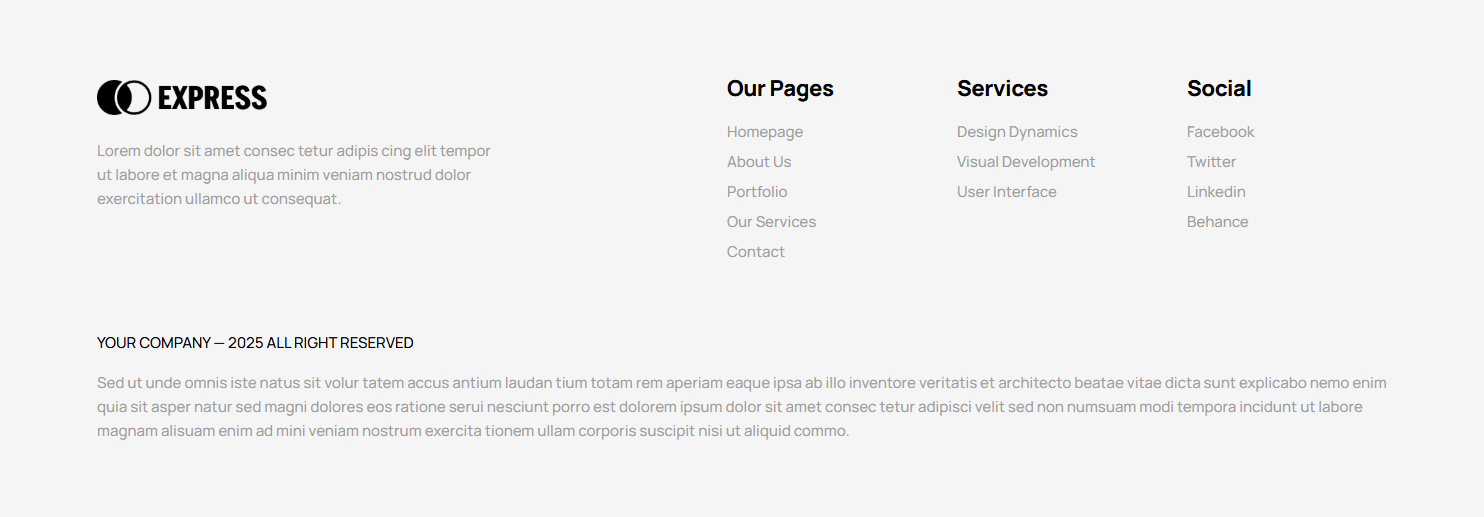 EXPRESS
Lorem dolor sit amet consec tetur adipis cing elit tempor
ut labore et magna aliqua minim veniam nostrud dolor
exercitation ullamco ut consequat.
Our Pages
Homepage
About Us
Portfolio
Our Services
Contact
Services
Design Dynamics
Visual Development
User Interface
Social
Facebook
Twitter
Linkedin
Behance
YOUR COMPANY — 2025 ALL RIGHT RESERVED
Sed ut unde omnis iste natus sit volur tatem accus antium laudan tium totam rem aperiam eaque ipsa ab illo inventore veritatis et architecto beatae vitae dicta sunt explicabo nemo enim
quia sit asper natur sed magni dolores eos ratione serui nesciunt porro est dolorem ipsum dolor sit amet consec tetur adipisci velit sed non numsuam modi tempora incidunt ut labore
magnam alisuam enim ad mini veniam nostrum exercita tionem ullam corporis suscipit nisi ut aliquid commo.